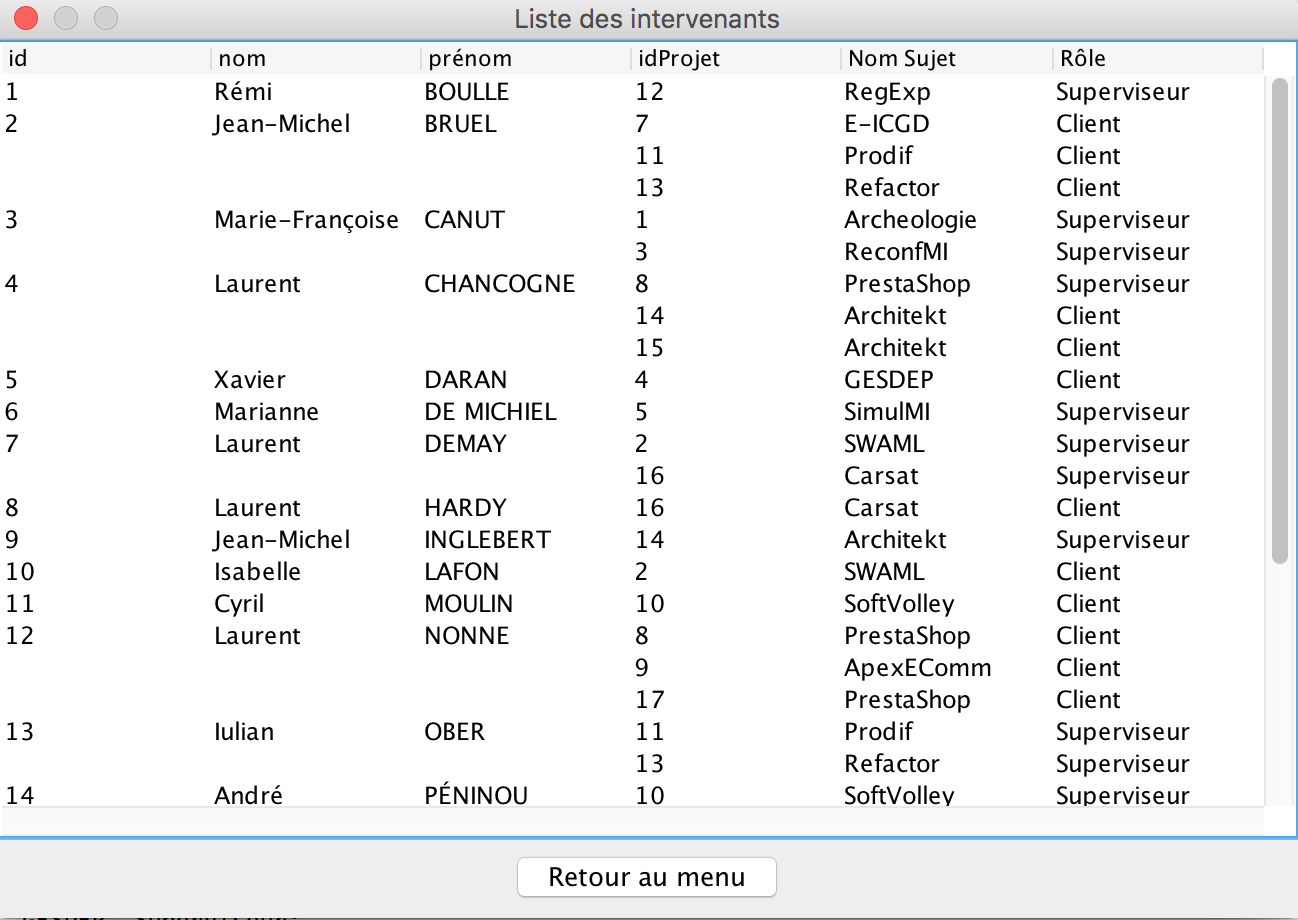 Liste des intervenants
id nom prénom idProjet Nom Sujet Rôle
1 Rémi BOULLE 12 RegExp Superviseur
2 Jean-Michel BRUEL 7 E-ICGD Client
11 Prodif Client
13 Refactor Client
3 Marie-Françoise CANUT 1 Archeologie Superviseur
3 ReconfMI Superviseur
4 Laurent CHANCOGNE 8 PrestaShop Superviseur
14 Architekt Client
15 Architekt Client
5 Xavier DARAN 4 GESDEP Client
6 Marianne DE MICHIEL 5 SimulMI Superviseur
7 Laurent DEMAY 2 SWAML Superviseur
16 Carsat Superviseur
8 Laurent HARDY 16 Carsat Client
9 Jean-Michel INGLEBERT 14 Architekt Superviseur
10 Isabelle LAFON 2 SWAML Client
11 Cyril MOULIN 10 SoftVolley Client
12 Laurent NONNE 8 PrestaShop Client
9 ApexEComm Client
17 PrestaShop Client
13 Iulian OBER 11 Prodif Superviseur
13 Refactor Superviseur
14 André PÉNINOU 10 SoftVolley Superviseur
Retour au menu